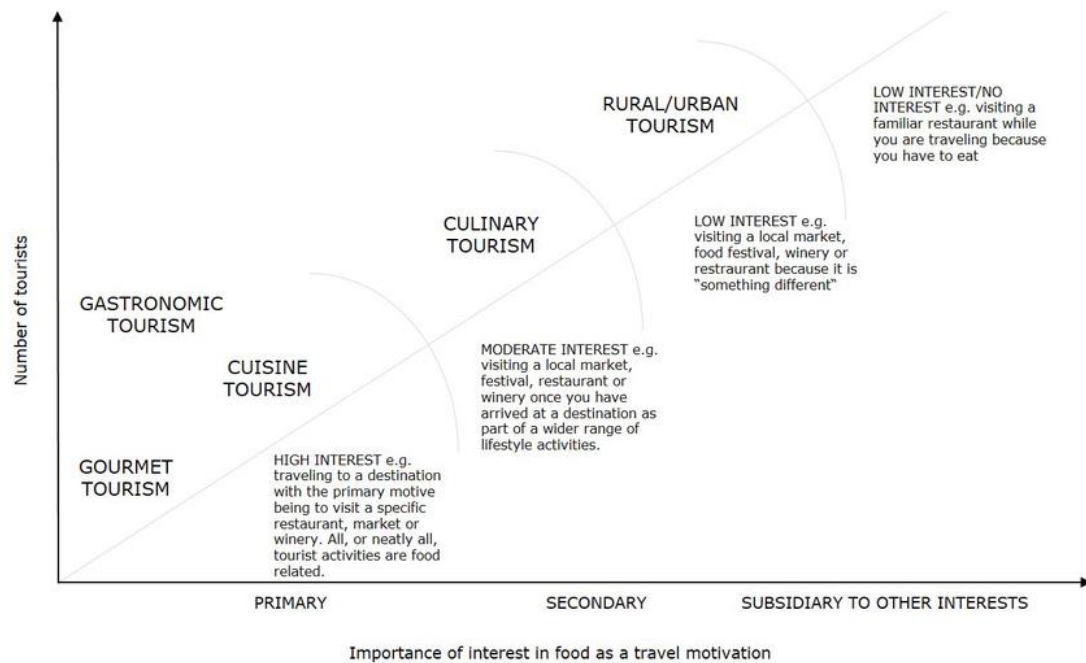 RURAL/URBAN
TOURISM
LOW INTEREST/NO
INTEREST e.g. visiting a
familiar restaurant while
you are traveling because
you have to eat
CULINARY
TOURISM
LOW INTEREST e.g.
visiting a local market,
food festival, winery or
restraurant because it is
"something different"
Number of tourists
GASTRONOMIC
TOURISM
CUISINE
TOURISM
MODERATE INTEREST e.g.
visiting a local market,
festival, restaurant or
winery once you have
arrived at a destination as
part of a wider range of
lifestyle activities.
GOURMET
TOURISM
HIGH INTEREST e.g.
traveling to a destination
with the primary motive
being to visit a specific
restaurant, market or
winery. All, or neatly all,
tourist activities are food
related.
PRIMARY
SECONDARY
SUBSIDIARY TO OTHER INTERESTS
Importance of interest in food as a travel motivation